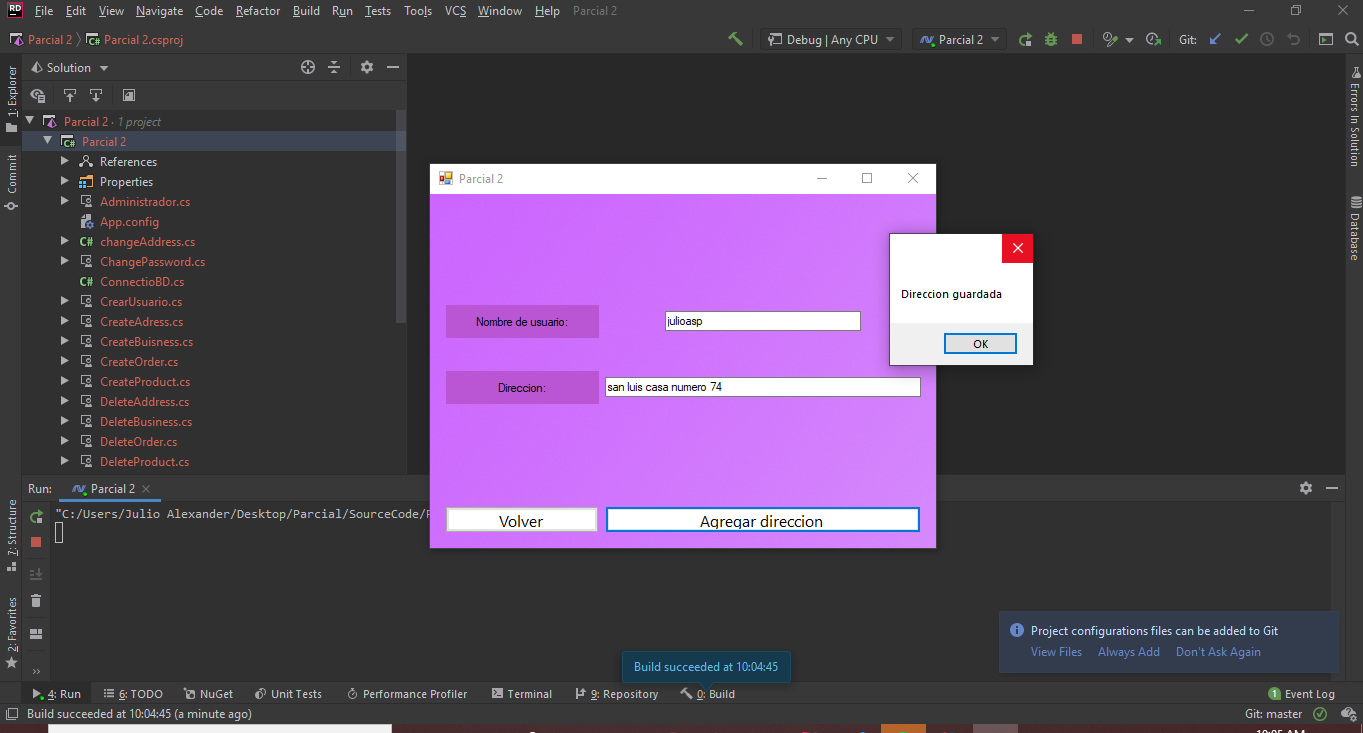 File Edit View Navigate Code Refactor Build Run Tests Tools VCS Window Help Parcial 2
Parcial 2 Parcial 2.csproj Debug | Any CPU Parcial 2 Git:
1: Explorer
Commit
7: Structure
2: Favorites
Solution
Parcial 2 · 1 project
Parcial 2
References
Properties
Administrador.cs
App.config
changeAddress.cs
ChangePassword.cs
ConnectioBD.cs
CrearUsuario.cs
CreateAdress.cs
CreateBuisness.cs
CreateOrder.cs
CreateProduct.cs
DeleteAddress.cs
DeleteBusiness.cs
DeleteOrder.cs
DeleteProduct.cs
Parcial 2
Nombre de usuario: julioasp
Direccion: san luis casa numero 74
Volver Agregar direccion
Direccion guardada
OK
Errors In Solution
Database
Run: Parcial 2
"C:/Users/Julio Alexander/Desktop/Parcial/SourceCode/
Project configurations files can be added to Git
View Files Always Add Don't Ask Again
Build succeeded at 10:04:45
4: Run 6: TODO NuGet Unit Tests Performance Profiler Terminal 9: Repository 0: Build 1 Event Log
Build succeeded at 10:04:45 (a minute ago) Git: master